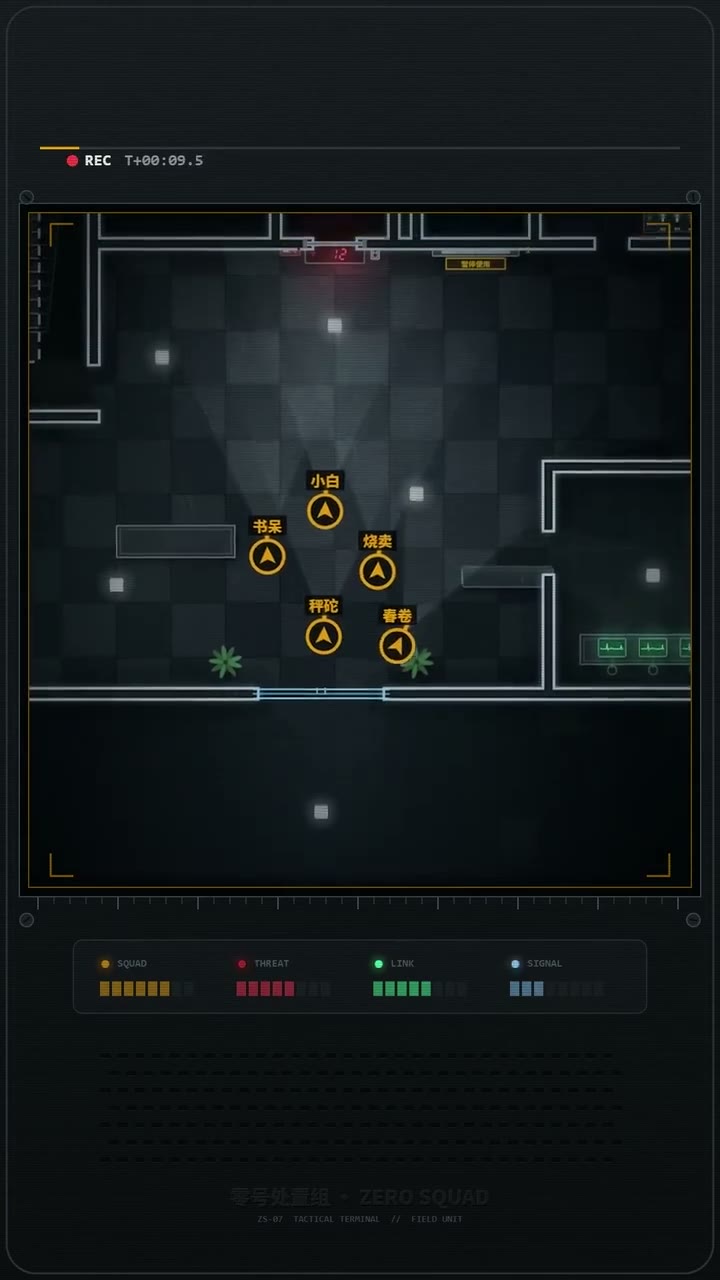 REC T+00:09.5
12
暂停使用
小白
书呆
烧卖
秤砣
春卷
SQUAD THREAT LINK SIGNAL
零号处置组 · ZERO SQUAD
ZS-07 TACTICAL TERMINAL // FIELD UNIT